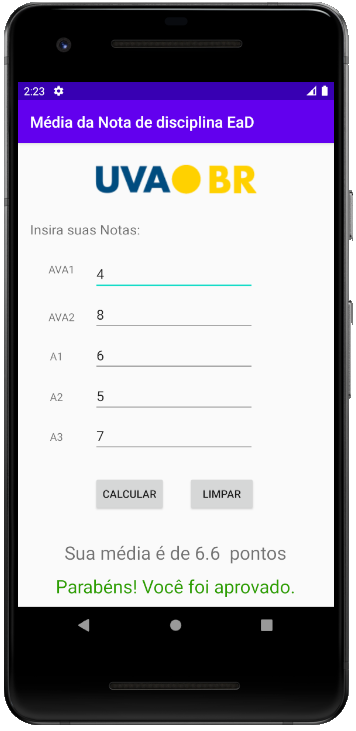 2:23
Média da Nota de disciplina EaD
UVA BR
Insira suas Notas:
AVA1 4
AVA2 8
A1 6
A2 5
A3 7
CALCULAR LIMPAR
Sua média é de 6.6 pontos
Parabéns! Você foi aprovado.